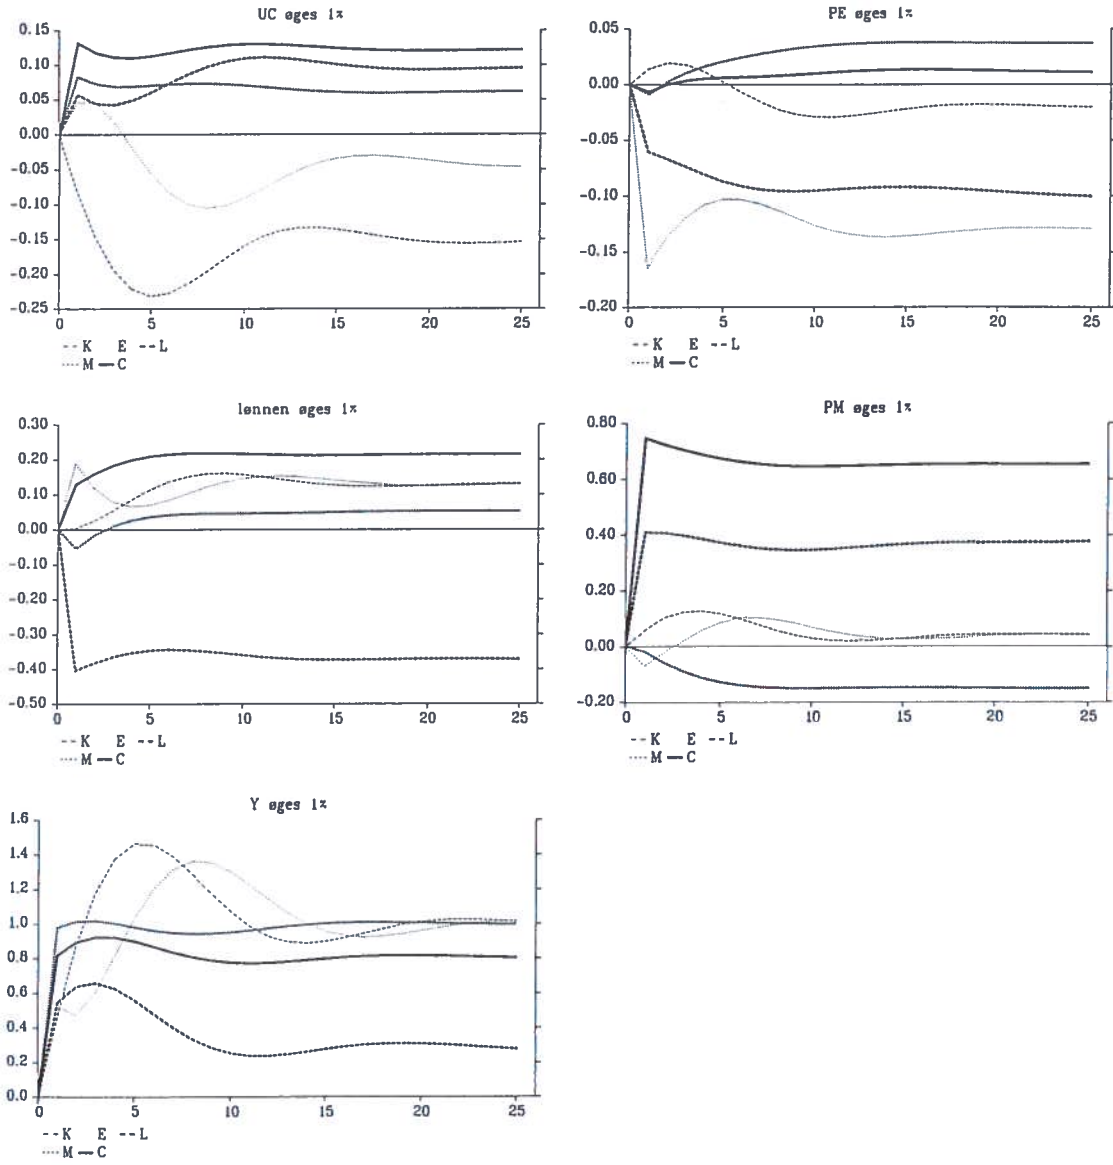 UC øges 1%
0.15
0.10
0.05
0.00
-0.05
-0.10
-0.15
-0.20
-0.25
0 5 10 15 20 25
--K E --L
····M —C
PE øges 1%
0.05
0.00
-0.05
-0.10
-0.15
-0.20
0 5 10 15 20 25
--K E --L
····M —C
lønnen øges 1%
0.30
0.20
0.10
0.00
-0.10
-0.20
-0.30
-0.40
-0.50
0 5 10 15 20 25
--K E --L
····M —C
PM øges 1%
0.80
0.60
0.40
0.20
0.00
-0.20
0 5 10 15 20 25
--K E --L
····M —C
Y øges 1%
1.6
1.4
1.2
1.0
0.8
0.6
0.4
0.2
0.0
0 5 10 15 20 25
--K E --L
····M —C